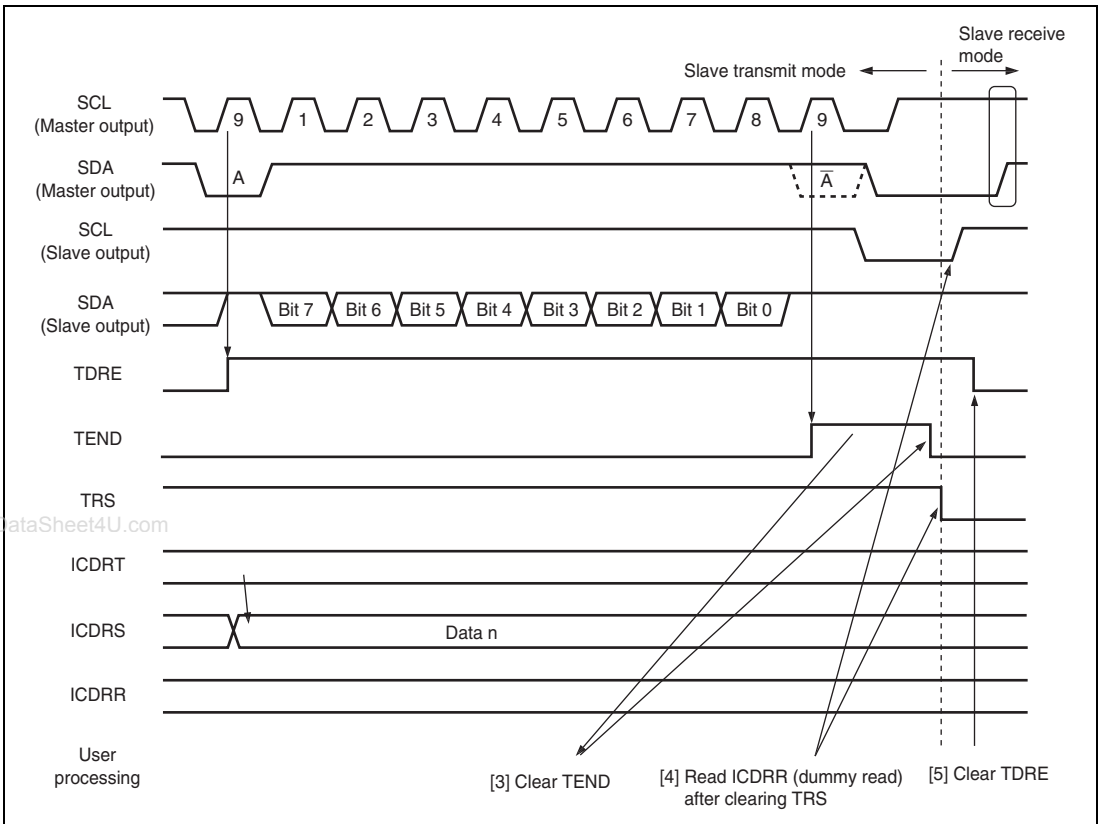 Slave receive
mode
Slave transmit mode
SCL
(Master output)
9 1 2 3 4 5 6 7 8 9
SDA
(Master output)
A A̅
SCL
(Slave output)
SDA
(Slave output)
Bit 7 Bit 6 Bit 5 Bit 4 Bit 3 Bit 2 Bit 1 Bit 0
TDRE
TEND
TRS
ataSheet4U.com
ICDRT
ICDRS
Data n
ICDRR
User
processing
[3] Clear TEND
[4] Read ICDRR (dummy read)
after clearing TRS
[5] Clear TDRE